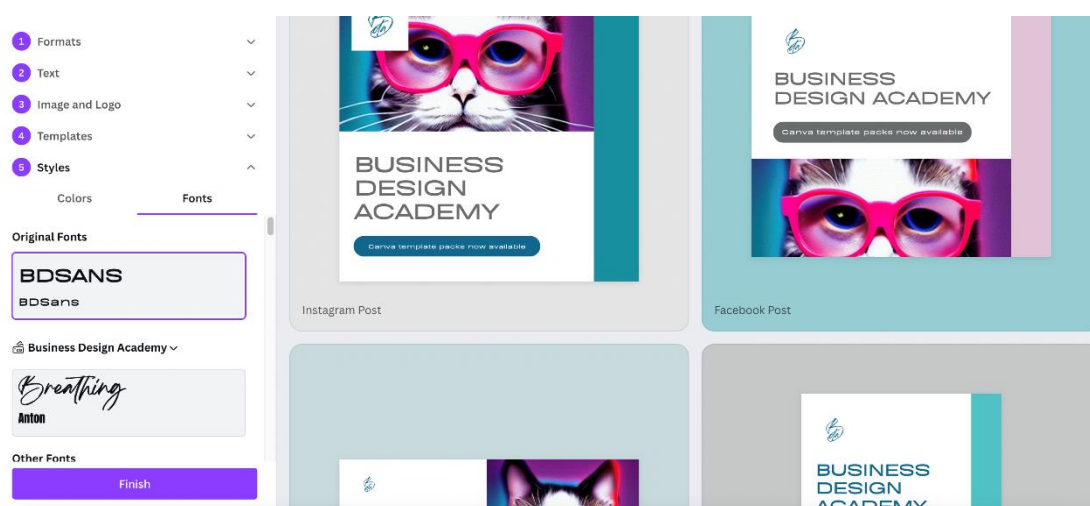 1 Formats
2 Text
3 Image and Logo
4 Templates
5 Styles
Colors Fonts
Original Fonts
BDSANS
BDSans
Business Design Academy
Breathing
Anton
Other Fonts
Finish
BUSINESS
DESIGN
ACADEMY
Canva template packs now available
Instagram Post
BUSINESS
DESIGN ACADEMY
Canva template packs now available
Facebook Post
BUSINESS
DESIGN
ACADEMY